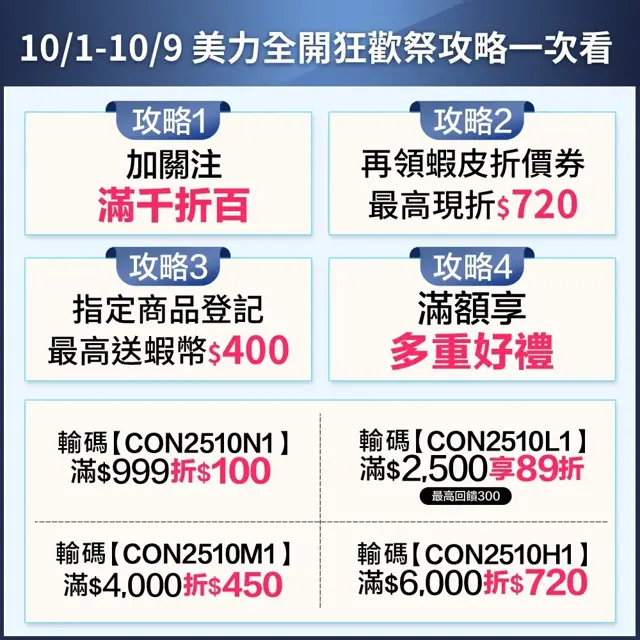 10/1-10/9 美力全開狂歡祭攻略一次看
攻略1
加關注
滿千折百
攻略2
再領蝦皮折價券
最高現折$720
攻略3
指定商品登記
最高送蝦幣$400
攻略4
滿額享
多重好禮
輸碼【CON2510N1】
滿$999折$100
輸碼【CON2510L1】
滿$2,500享89折
最高回饋300
輸碼【CON2510M1】
滿$4,000折$450
輸碼【CON2510H1】
滿$6,000折$720